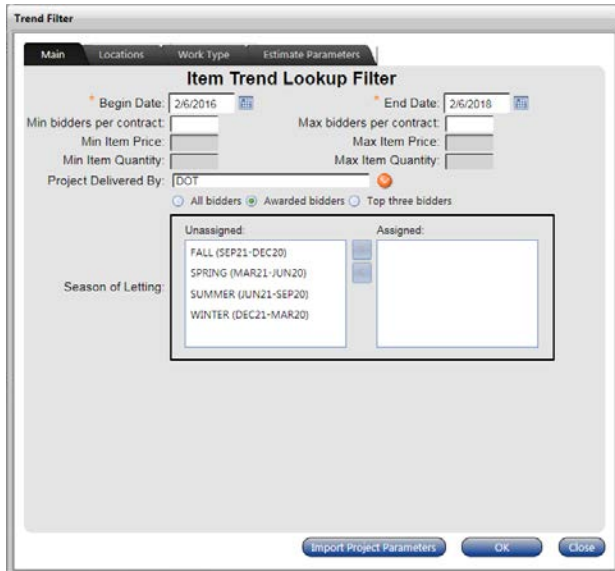 Trend Filter
Main Locations Work Type Estimate Parameters
Item Trend Lookup Filter
* Begin Date: 2/6/2016 * End Date: 2/6/2018
Min bidders per contract: Max bidders per contract:
Min Item Price: Max Item Price:
Min Item Quantity: Max Item Quantity:
Project Delivered By: DOT
All bidders Awarded bidders Top three bidders
Unassigned: Assigned:
FALL (SEP21-DEC20)
SPRING (MAR21-JUN20)
Season of Letting:
SUMMER (JUN21-SEP20)
WINTER (DEC21-MAR20)
Import Project Parameters OK Close